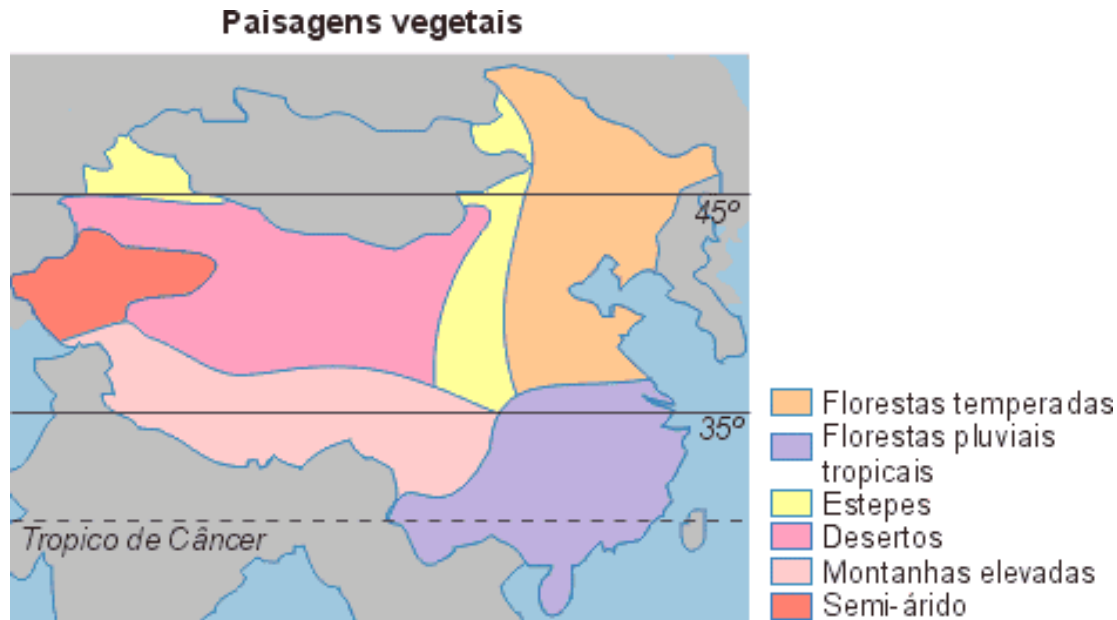 Paisagens vegetais
45º
35º
Tropico de Câncer
Florestas temperadas
Florestas pluviais
tropicais
Estepes
Desertos
Montanhas elevadas
Semi-árido